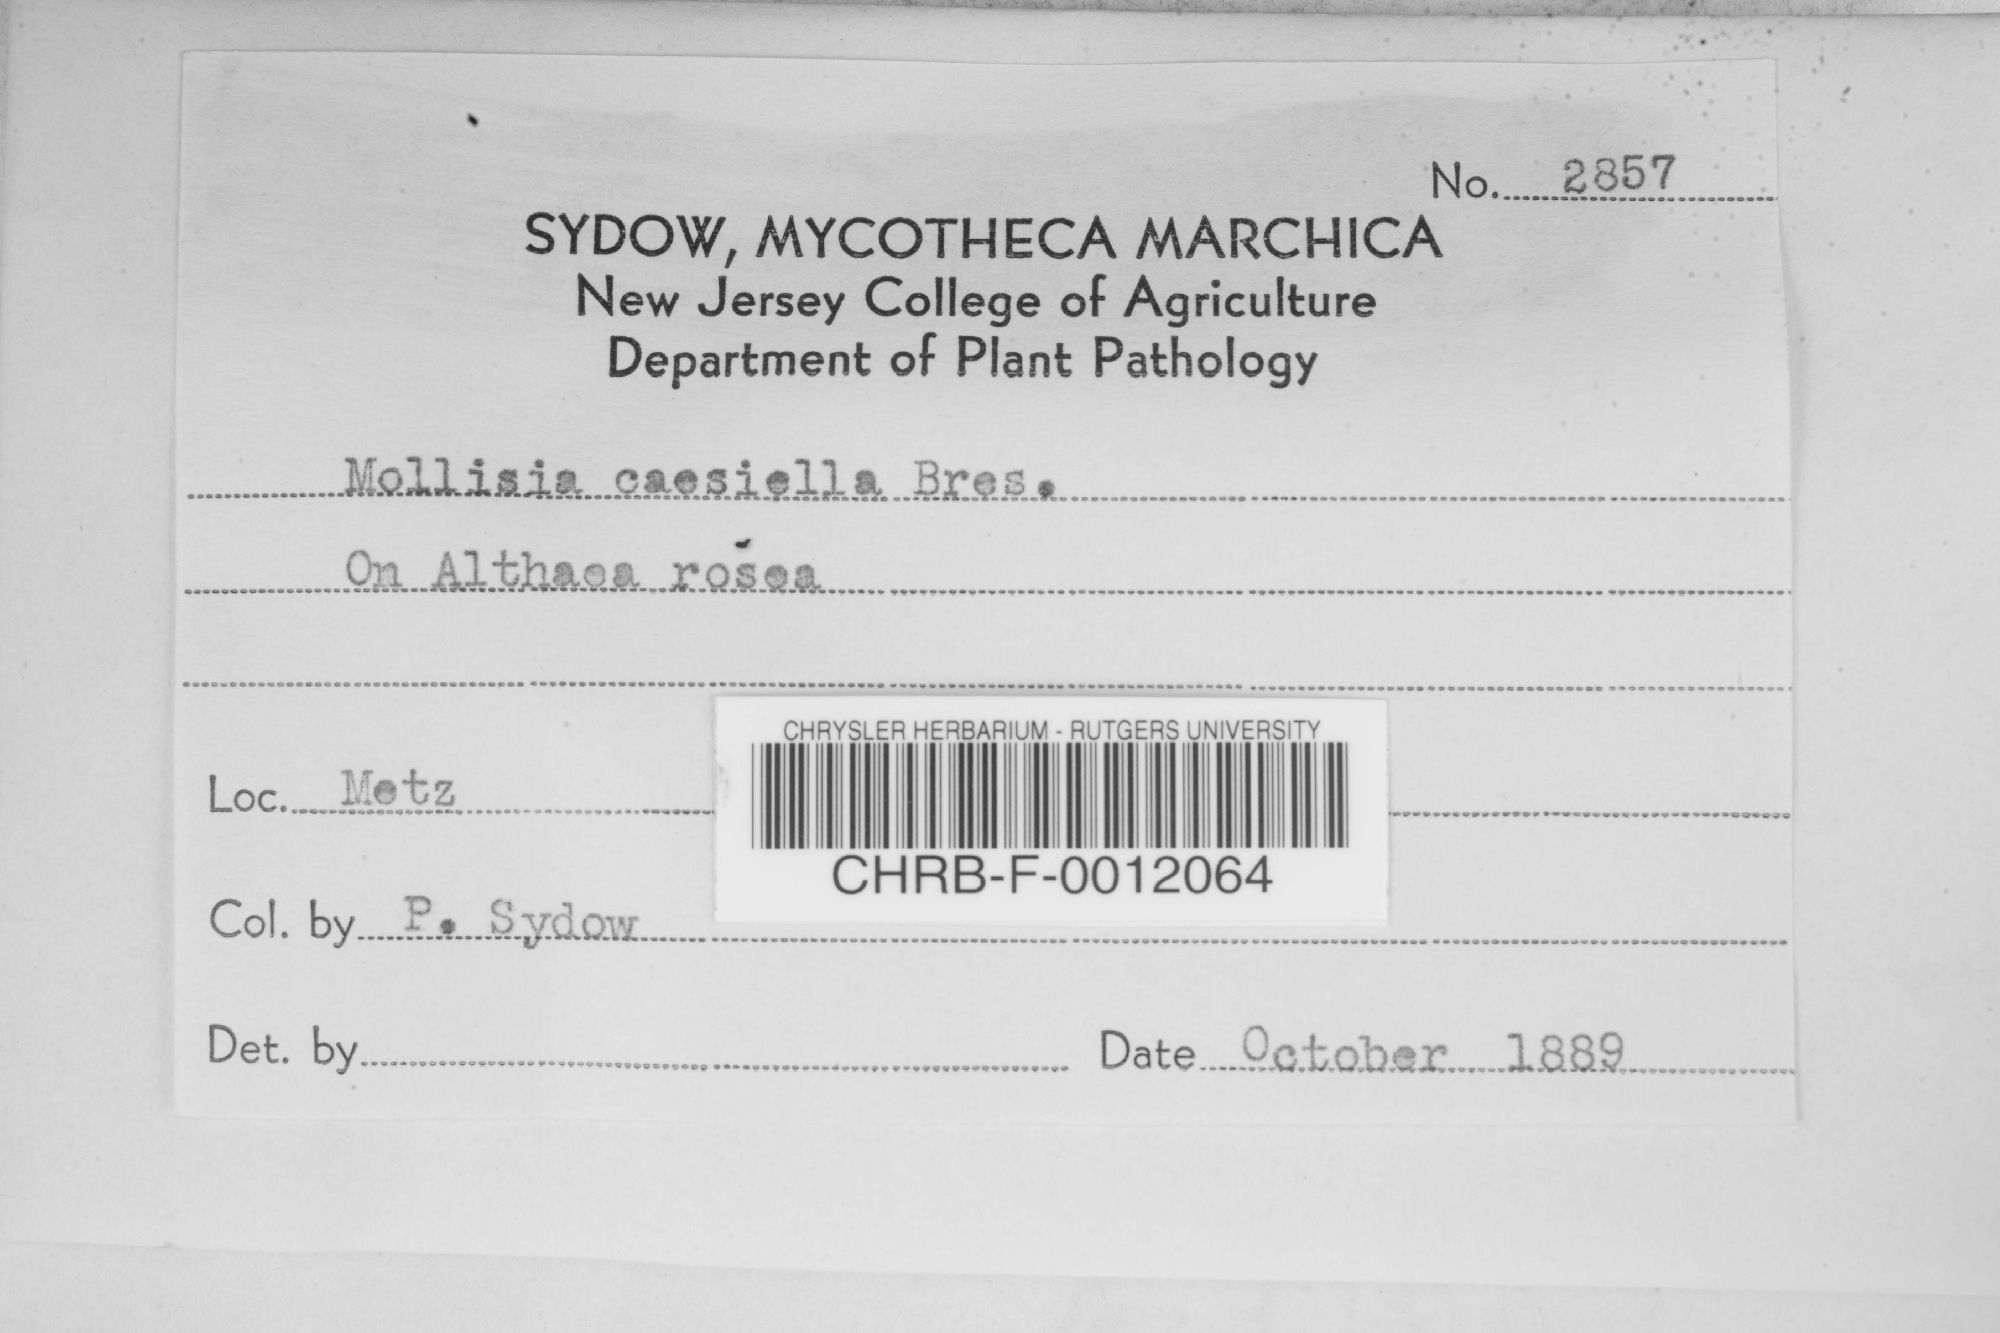 No. 2857
SYDOW, MYCOTHECA MARCHICA
New Jersey College of Agriculture
Department of Plant Pathology
Mollisia caesiella Bres.
On Althaea rosea
CHRYSLER HERBARIUM - RUTGERS UNIVERSITY
Loc. Metz
CHRB-F-0012064
Col. by P. Sydow
Det. by
Date October 1889